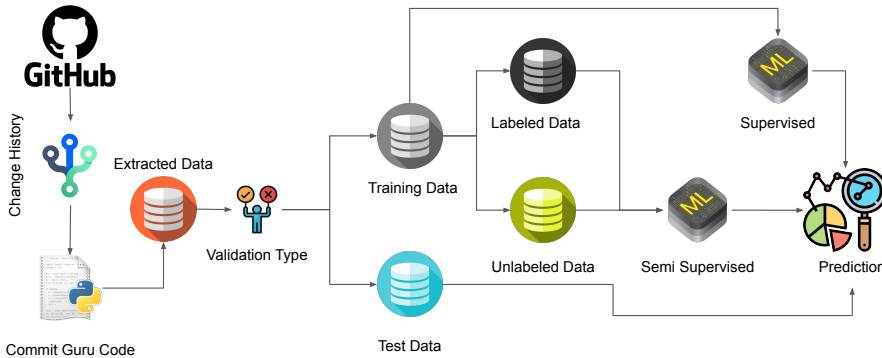 GitHub
Change History
Extracted Data
Commit Guru Code
Validation Type
Training Data
Labeled Data
Unlabeled Data
Test Data
ML
Supervised
ML
Semi Supervised
Prediction